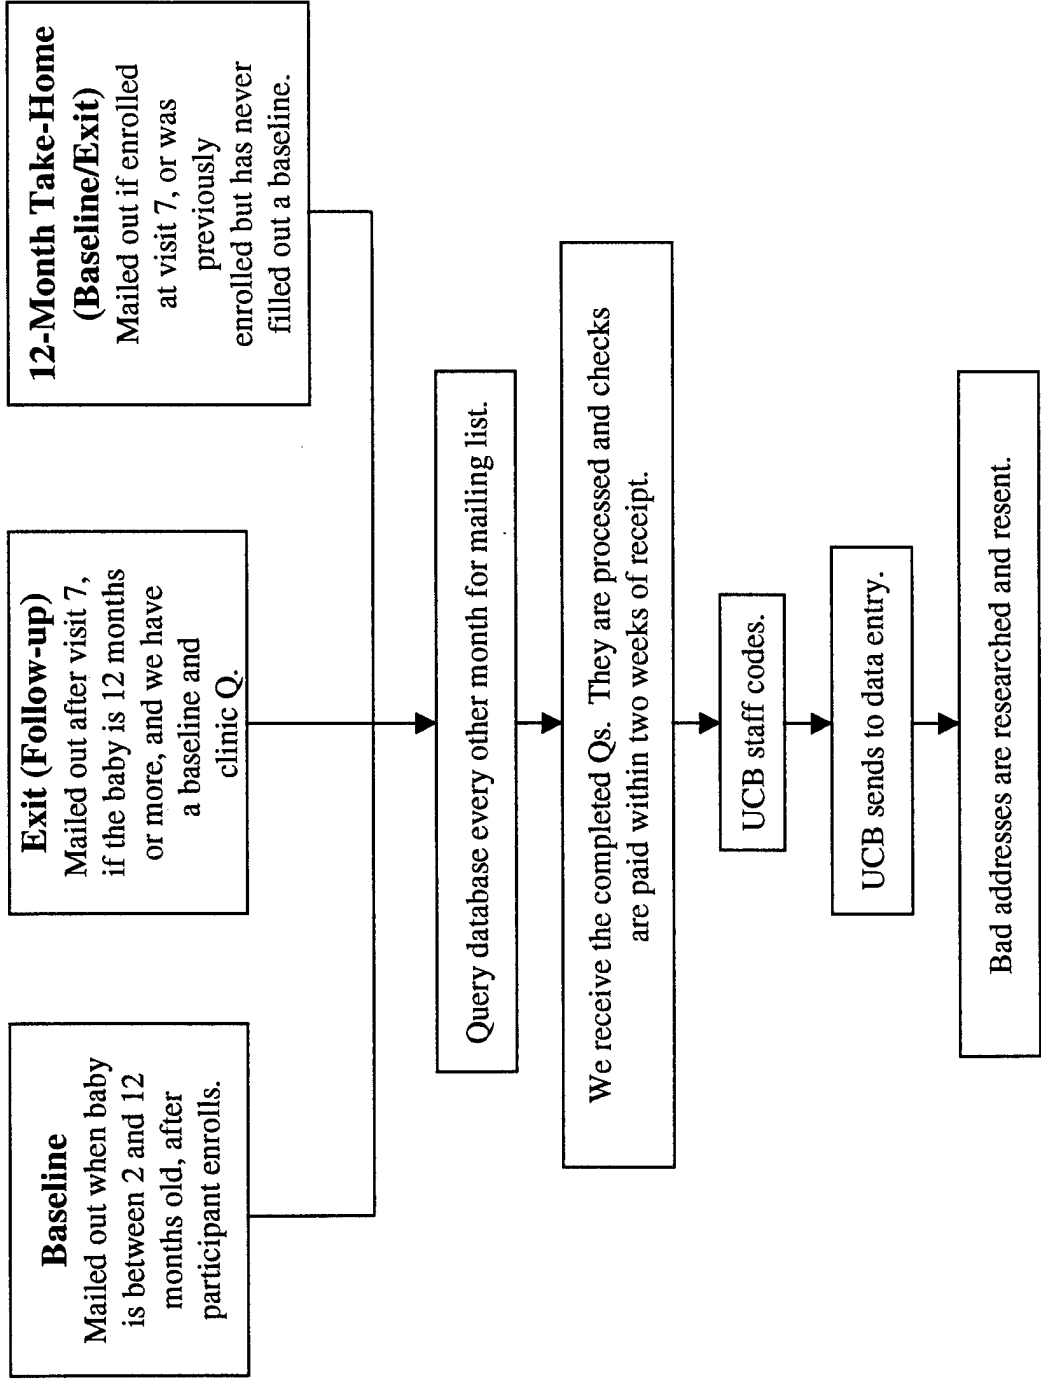 Baseline
Mailed out when baby
is between 2 and 12
months old, after
participant enrolls.
Exit (Follow-up)
Mailed out after visit 7,
if the baby is 12 months
or more, and we have
a baseline and
clinic Q.
12-Month Take-Home
(Baseline/Exit)
Mailed out if enrolled
at visit 7, or was
previously
enrolled but has never
filled out a baseline.
Query database every other month for mailing list.
We receive the completed Qs. They are processed and checks
are paid within two weeks of receipt.
UCB staff codes.
UCB sends to data entry.
Bad addresses are researched and resent.